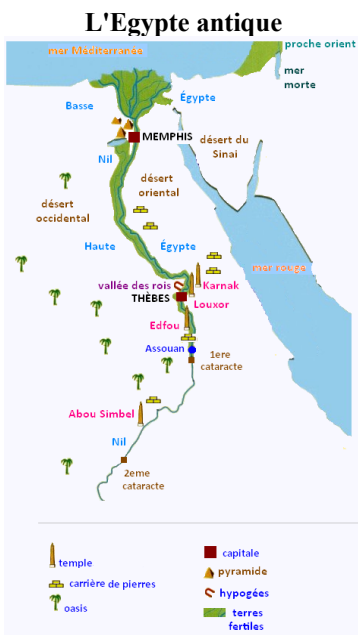 L'Egypte antique
mer Méditerranée
proche orient
mer
morte
Basse
Égypte
MEMPHIS
désert du
Sinai
Nil
désert
oriental
désert
occidental
Haute
Égypte
mer rouge
vallée des rois
Karnak
THÈBES
Louxor
Edfou
Assouan
1ere
cataracte
Abou Simbel
Nil
2eme
cataracte
temple
capitale
pyramide
carrière de pierres
hypogées
oasis
terres
fertiles